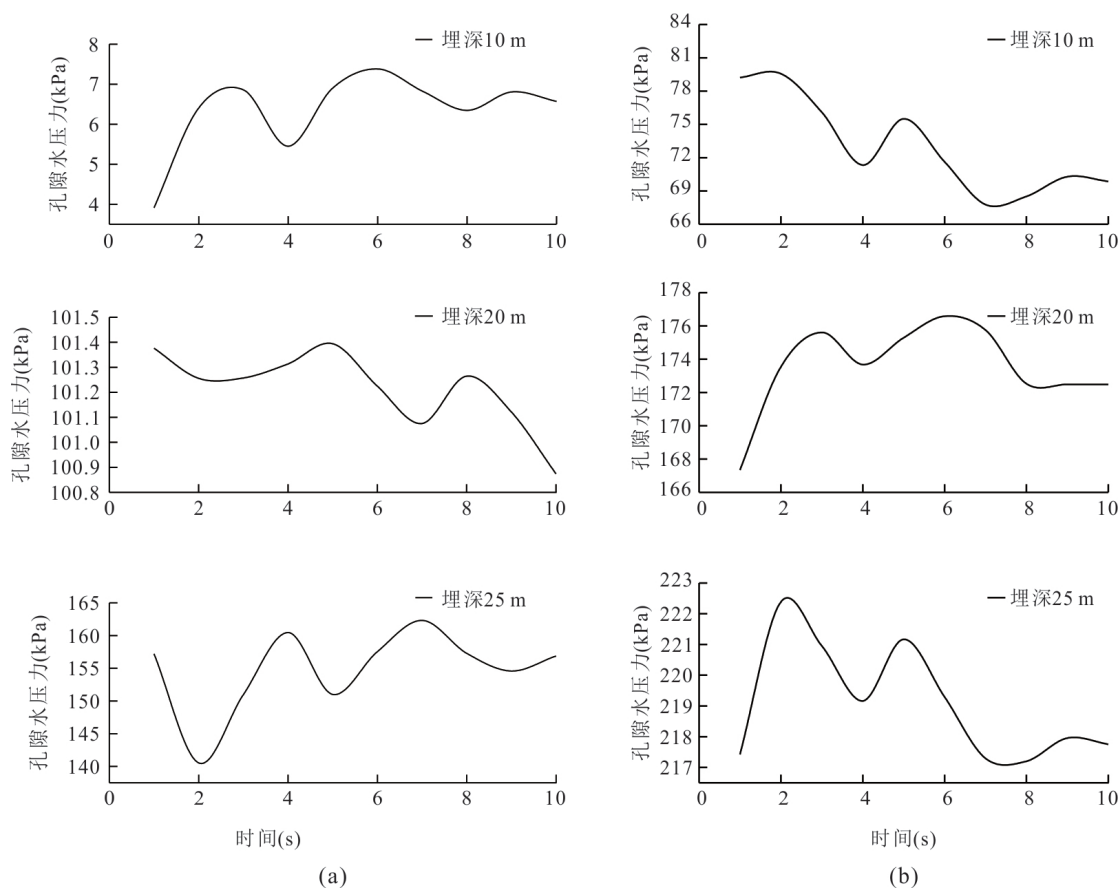 埋深10 m
孔隙水压力(kPa)
8
7
6
5
4
0 2 4 6 8 10
埋深20 m
孔隙水压力(kPa)
101.5
101.4
101.3
101.2
101.1
101.0
100.9
100.8
0 2 4 6 8 10
埋深25 m
孔隙水压力(kPa)
165
160
155
150
145
140
0 2 4 6 8 10
时间(s)
(a)
埋深10 m
孔隙水压力(kPa)
84
81
78
75
72
69
66
0 2 4 6 8 10
埋深20 m
孔隙水压力(kPa)
178
176
174
172
170
168
166
0 2 4 6 8 10
埋深25 m
孔隙水压力(kPa)
223
222
221
220
219
218
217
0 2 4 6 8 10
时间(s)
(b)